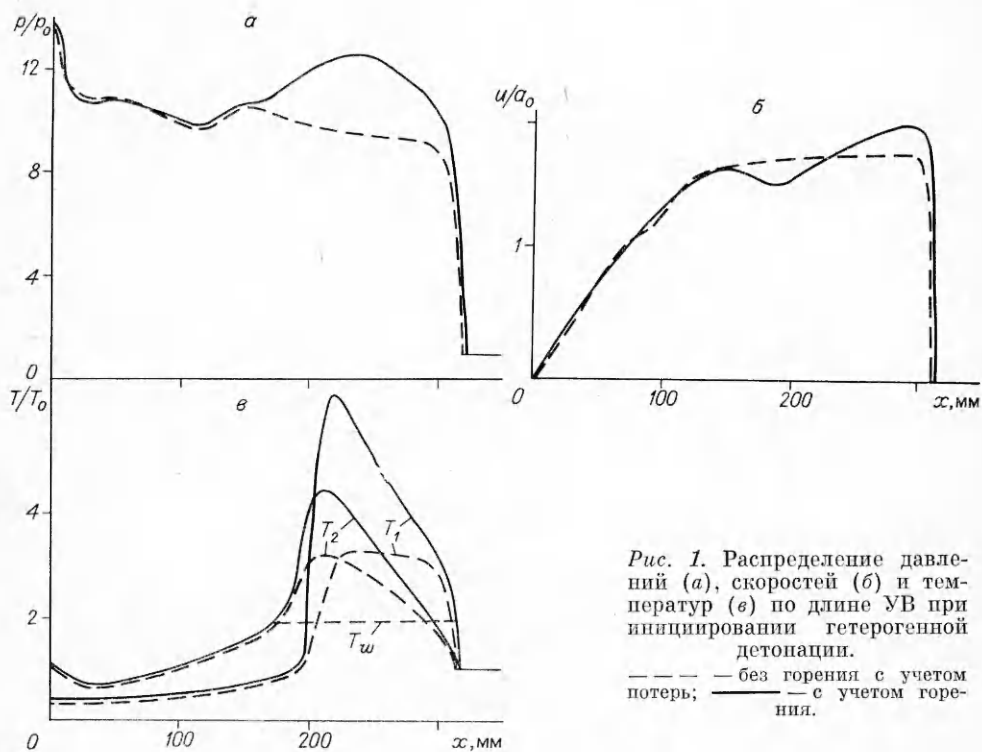 p/p₀
а
12
8
4
0
u/a₀
б
1
0
100
200
x, мм
T/T₀
в
4
2
0
T₂
T₁
T_w
100
200
x, мм
Рис. 1. Распределение давле-
ний (а), скоростей (б) и тем-
ператур (в) по длине УВ при
инициировании гетерогенной
детонации.
— — — — без горения с учетом
потерь; ——— — с учетом горе-
ния.